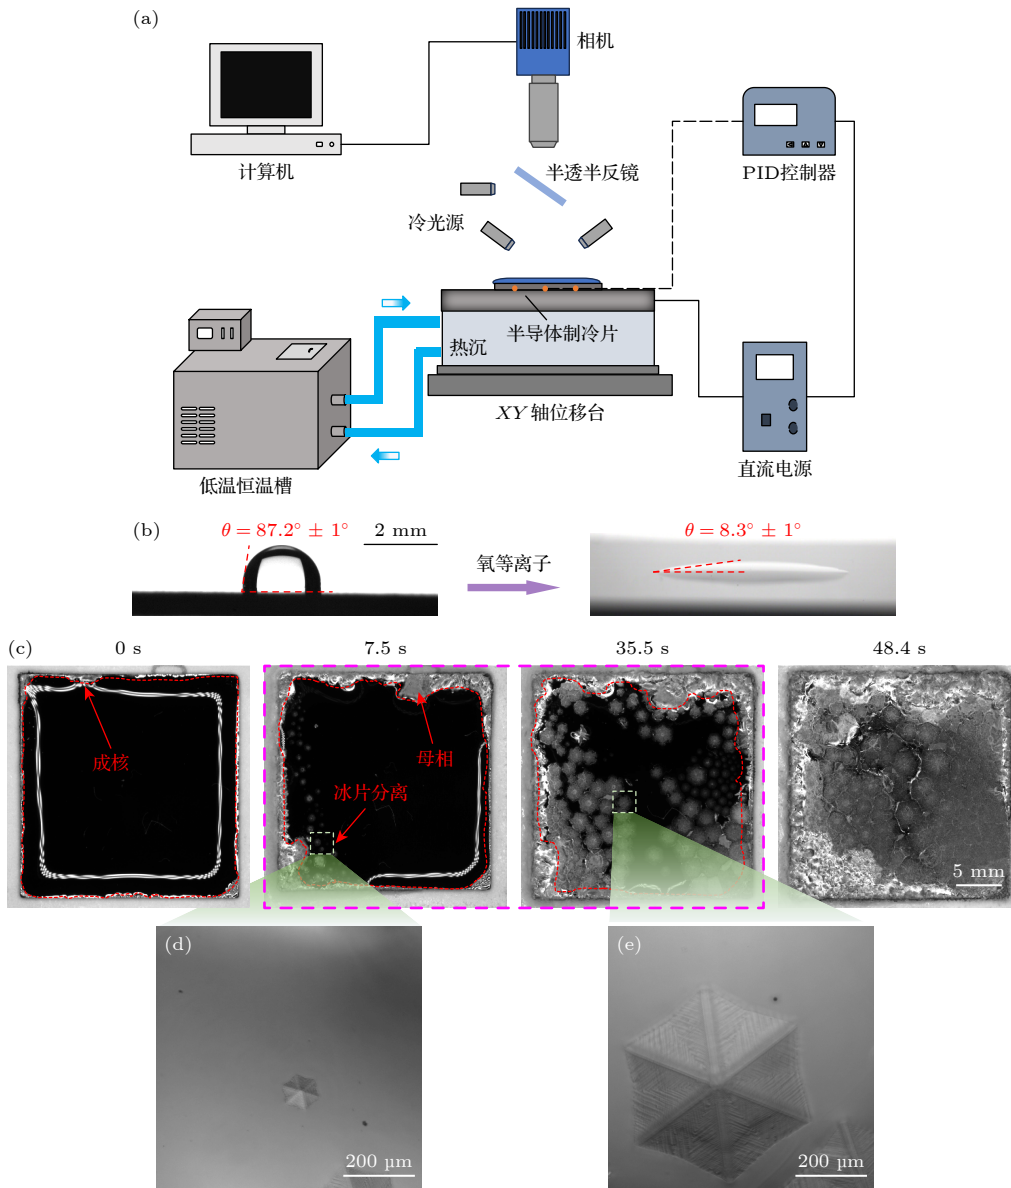 (a)
相机
计算机
半透半反镜
PID控制器
冷光源
半导体制冷片
热沉
XY 轴位移台
低温恒温槽
直流电源
(b)
θ = 87.2° ± 1°
2 mm
氧等离子
θ = 8.3° ± 1°
(c)
0 s
7.5 s
35.5 s
48.4 s
成核
母相
冰片分离
5 mm
(d)
200 μm
(e)
200 μm